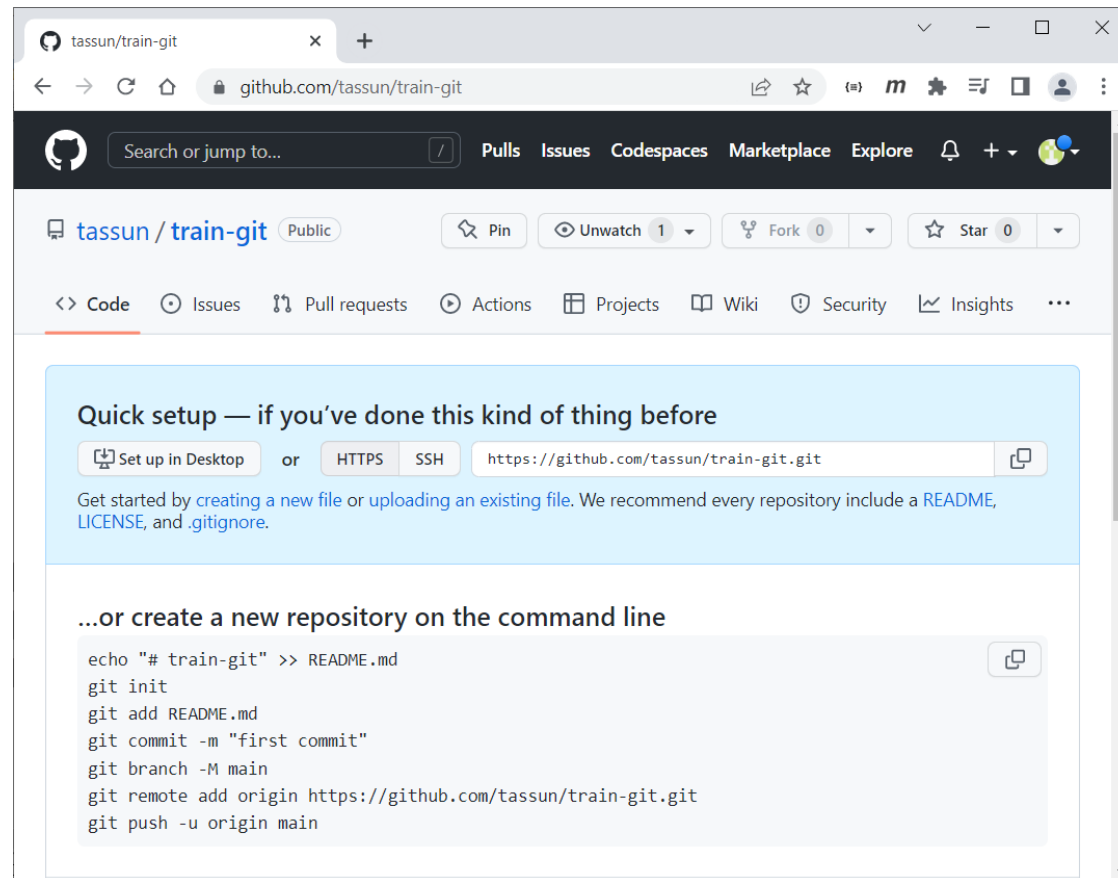 tassun/train-git
github.com/tassun/train-git
Search or jump to... / Pulls Issues Codespaces Marketplace Explore
tassun / train-git Public Pin Unwatch 1 Fork 0 Star 0
Code Issues Pull requests Actions Projects Wiki Security Insights
Quick setup — if you’ve done this kind of thing before
Set up in Desktop or HTTPS SSH https://github.com/tassun/train-git.git
Get started by creating a new file or uploading an existing file. We recommend every repository include a README,
LICENSE, and .gitignore.
…or create a new repository on the command line
echo "# train-git" >> README.md
git init
git add README.md
git commit -m "first commit"
git branch -M main
git remote add origin https://github.com/tassun/train-git.git
git push -u origin main